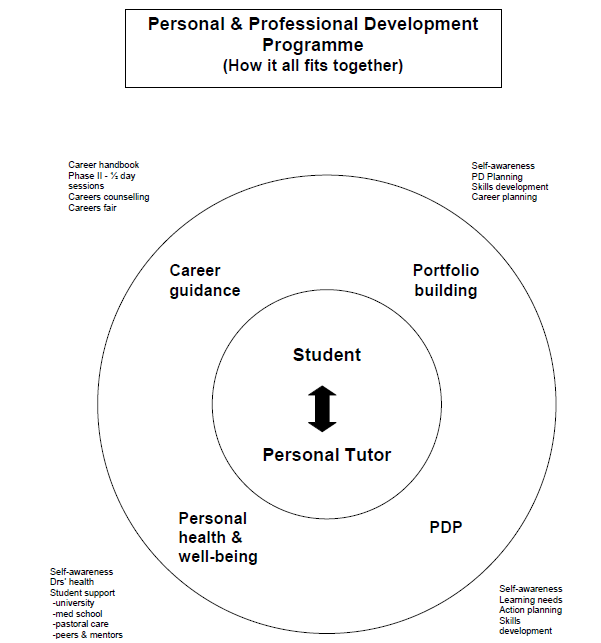 Personal & Professional Development
Programme
(How it all fits together)
Career handbook
Phase II - ½ day
sessions
Careers counselling
Careers fair
Self-awareness
PD Planning
Skills development
Career planning
Career
guidance
Portfolio
building
Student
Personal Tutor
Personal
health &
well-being
PDP
Self-awareness
Drs' health
Student support
-university
-med school
-pastoral care
-peers & mentors
Self-awareness
Learning needs
Action planning
Skills
development